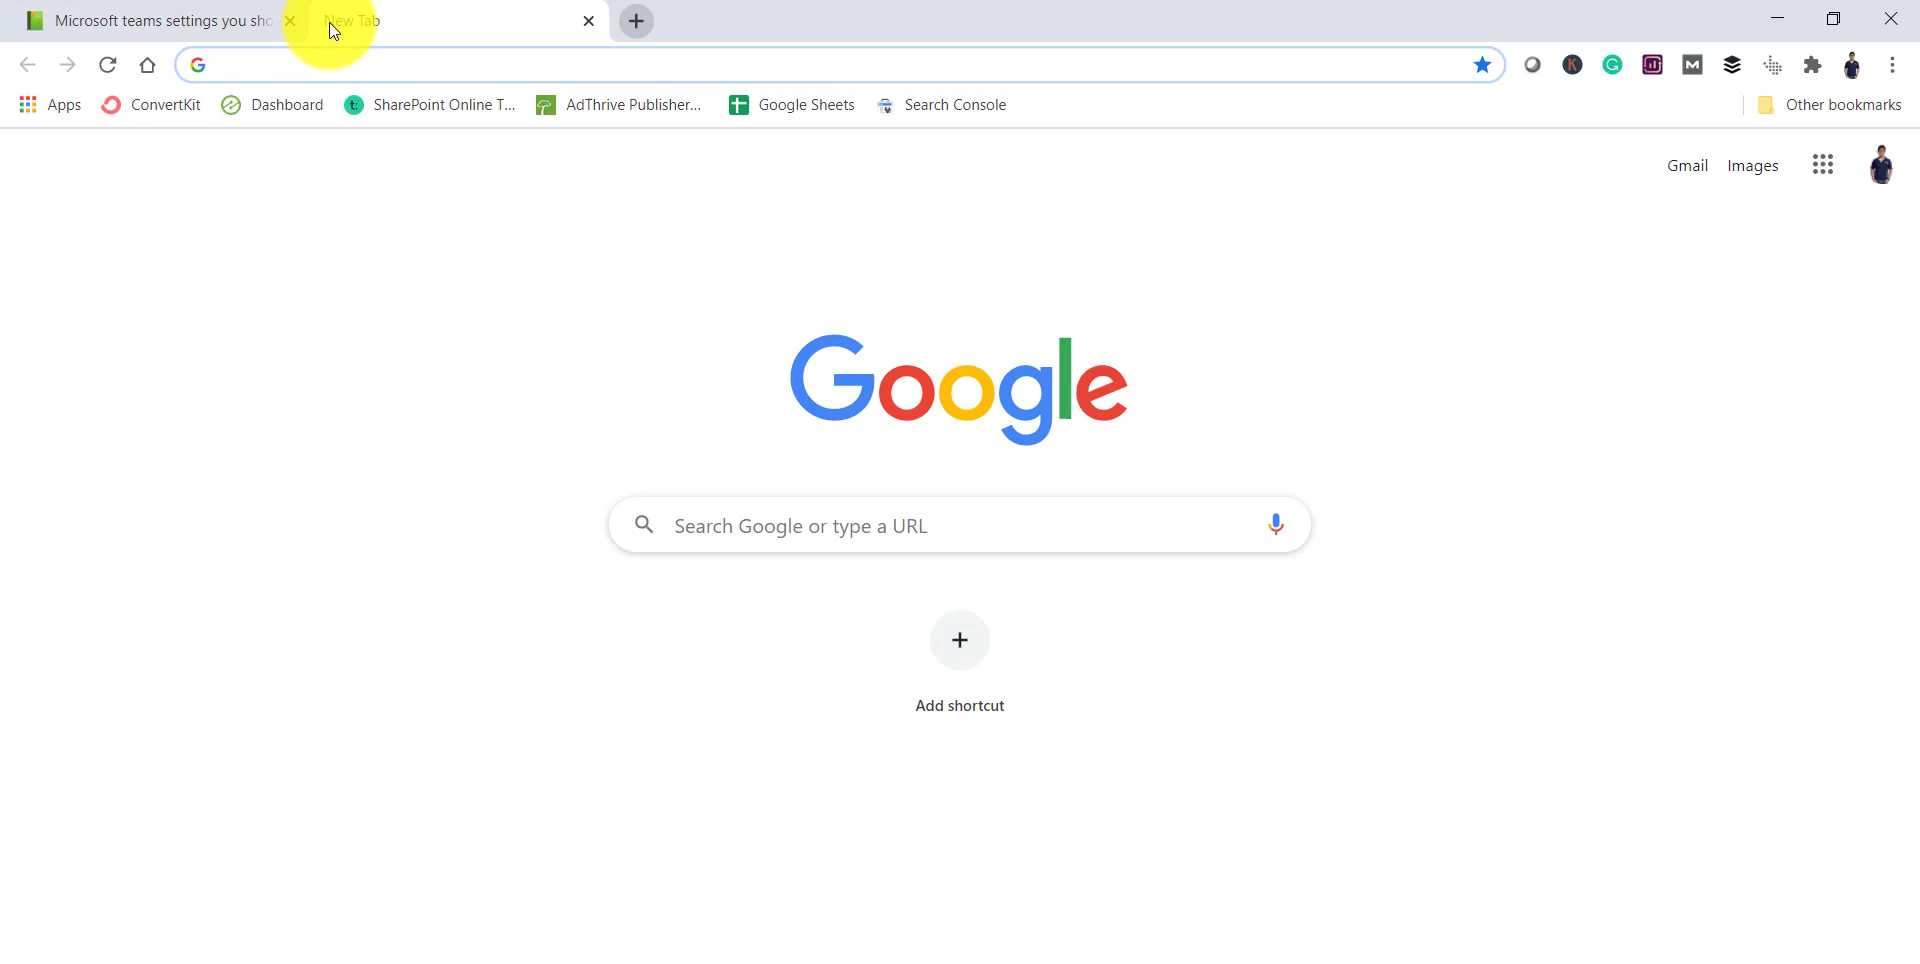 Microsoft teams settings you sho
New Tab
Apps ConvertKit Dashboard SharePoint Online T... AdThrive Publisher... Google Sheets Search Console Other bookmarks
Gmail Images
Google
Search Google or type a URL
Add shortcut